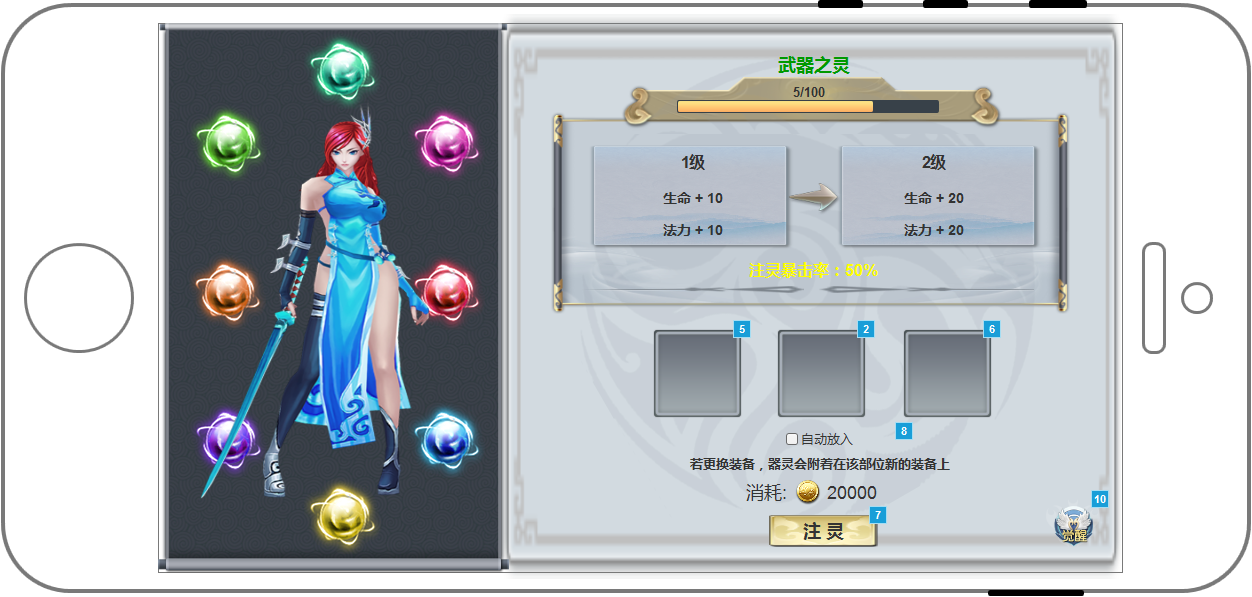 武器之灵
5/100
1级
2级
生命 + 10
生命 + 20
法力 + 10
法力 + 20
注灵暴击率：50%
5
2
6
8
自动放入
若更换装备，器灵会附着在该部位新的装备上
消耗: 20000
10
7
注 灵
觉醒